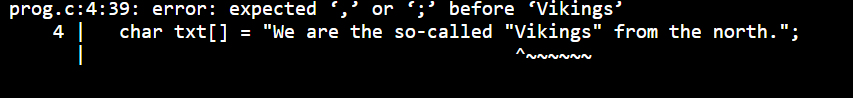 prog.c:4:39: error: expected ‘,’ or ‘;’ before ‘Vikings’
4 |   char txt[] = "We are the so-called "Vikings" from the north.";
|                                       ^~~~~~~